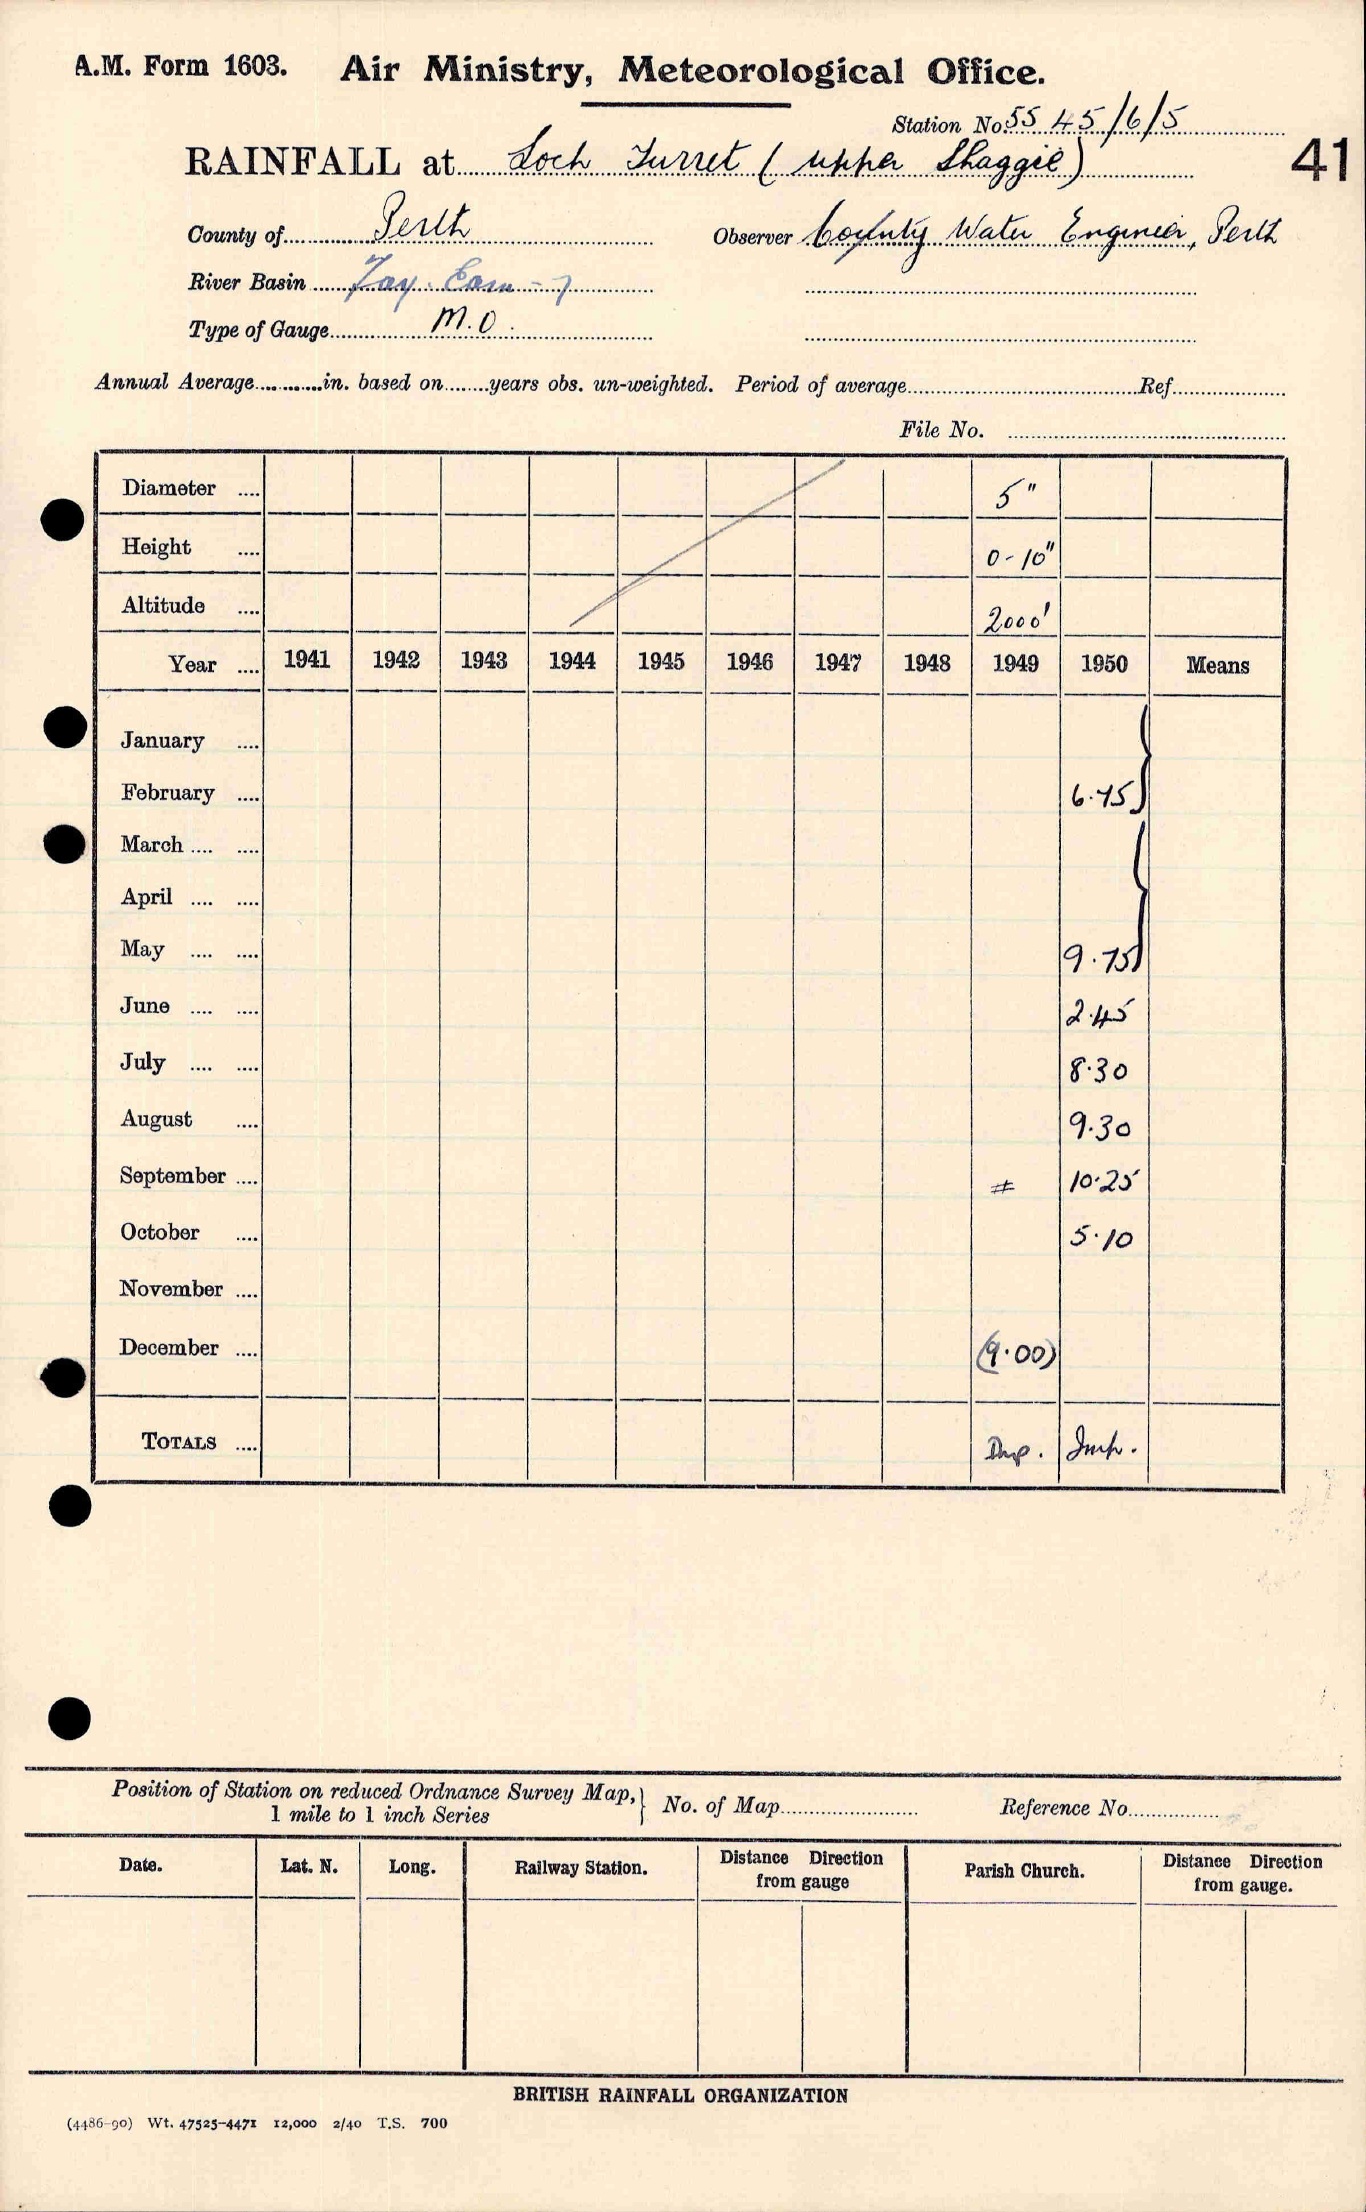 A.M. Form 1603. Air Ministry, Meteorological Office.
Station No. 55 45/6/5
41
RAINFALL at Loch Turret (Upper Shaggie)
County of Perth Observer County Water Engineer, Perth
River Basin Tay. Earn - 7
Type of Gauge M.O.
Annual Average in. based on years obs. un-weighted. Period of average Ref
File No.
Diameter 5"
Height 0-10"
Altitude 2000'
Year 1941 1942 1943 1944 1945 1946 1947 1948 1949 1950 Means
January
February 6.75
March
April
May 9.75
June 2.45
July 8.30
August 9.30
September # 10.25
October 5.10
November
December (9.00)
TOTALS Imp. Imp.
Position of Station on reduced Ordnance Survey Map, 1 mile to 1 inch Series } No. of Map Reference No.
Date. Lat. N. Long. Railway Station. Distance Direction from gauge Parish Church. Distance Direction from gauge.
BRITISH RAINFALL ORGANIZATION
(4486-90) Wt. 47525-4471 12,000 2/40 T.S. 700